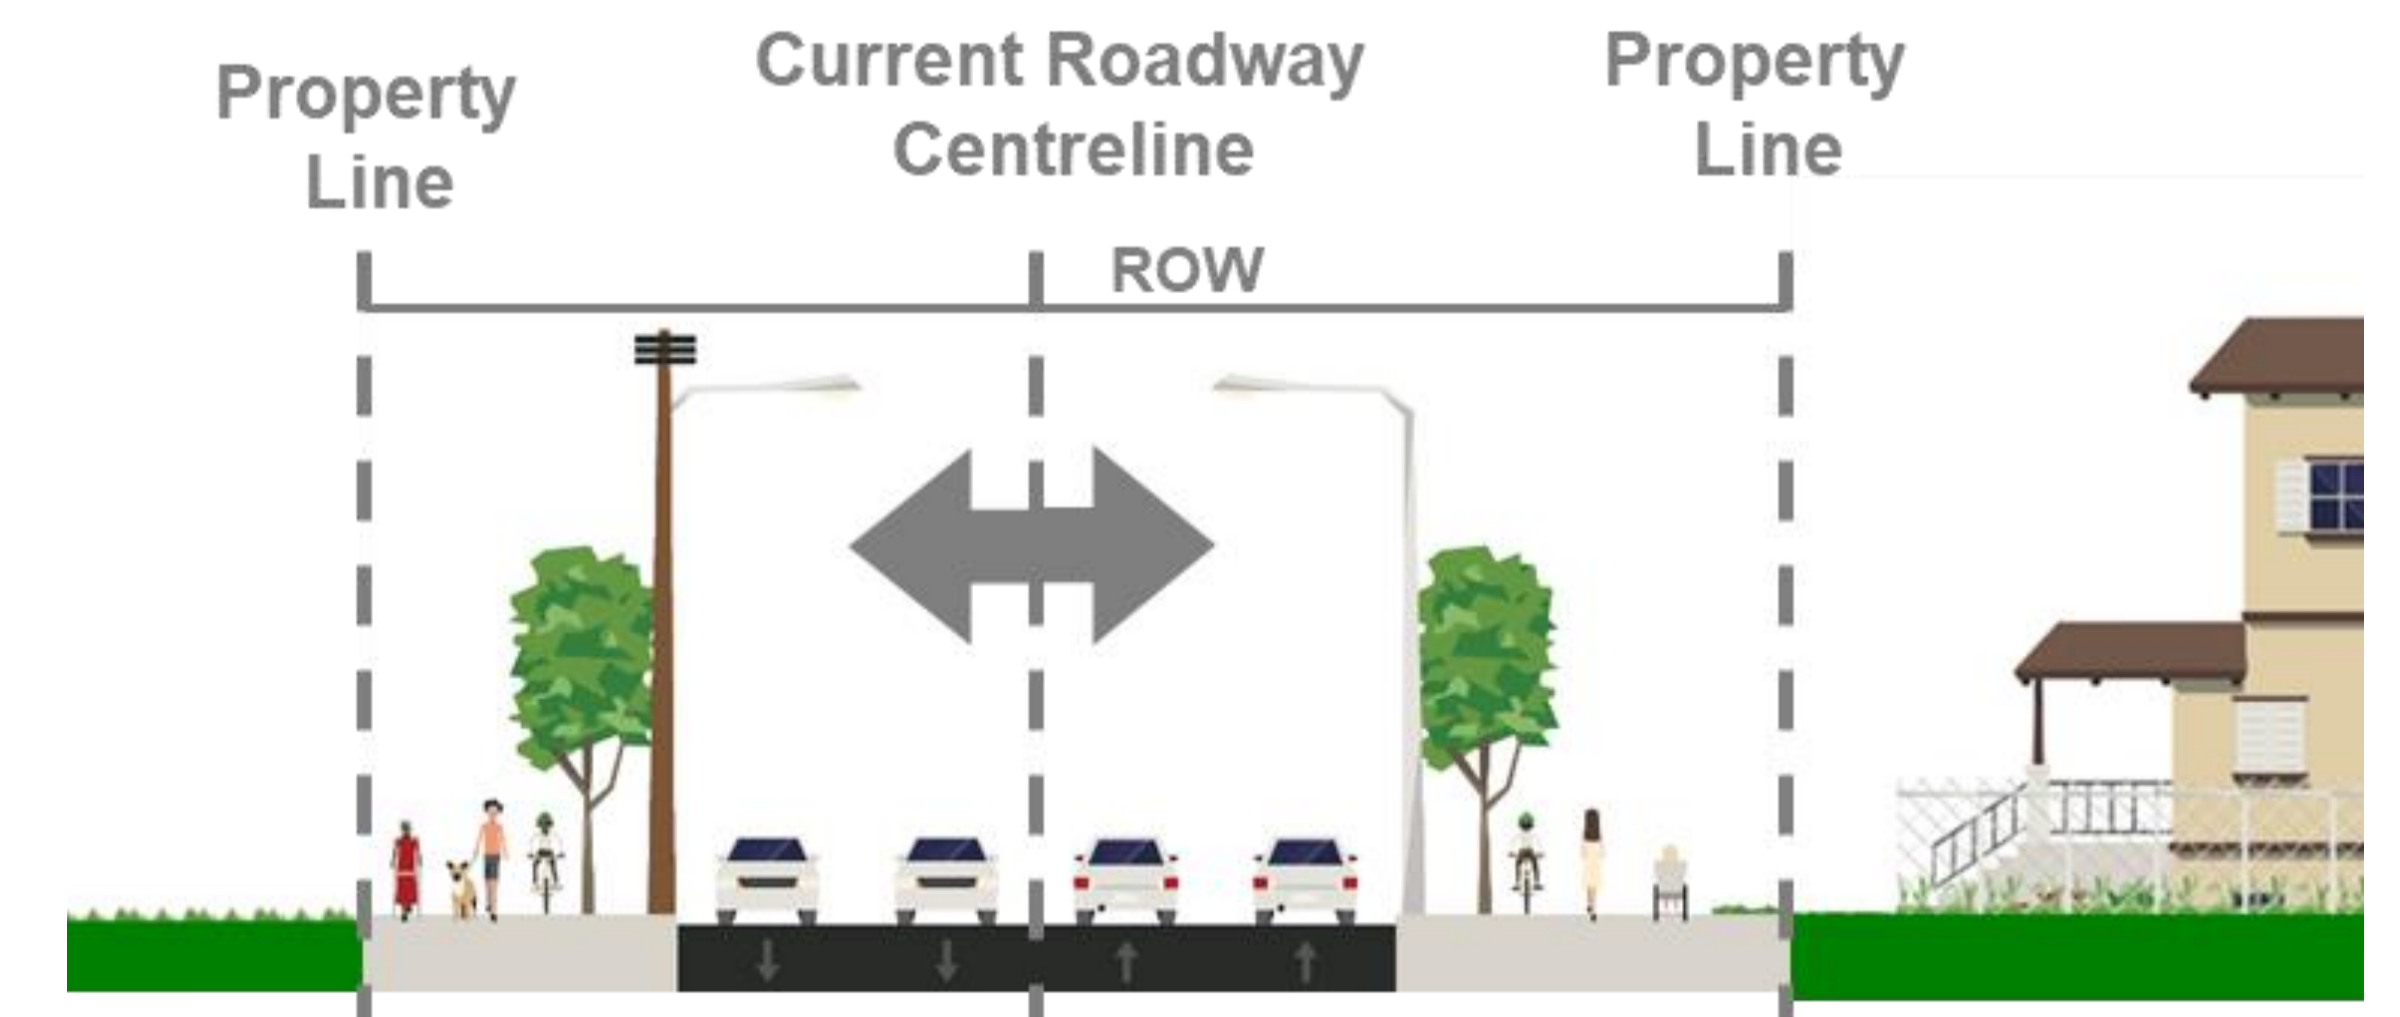 Property
Line
Current Roadway
Centreline
Property
Line
ROW